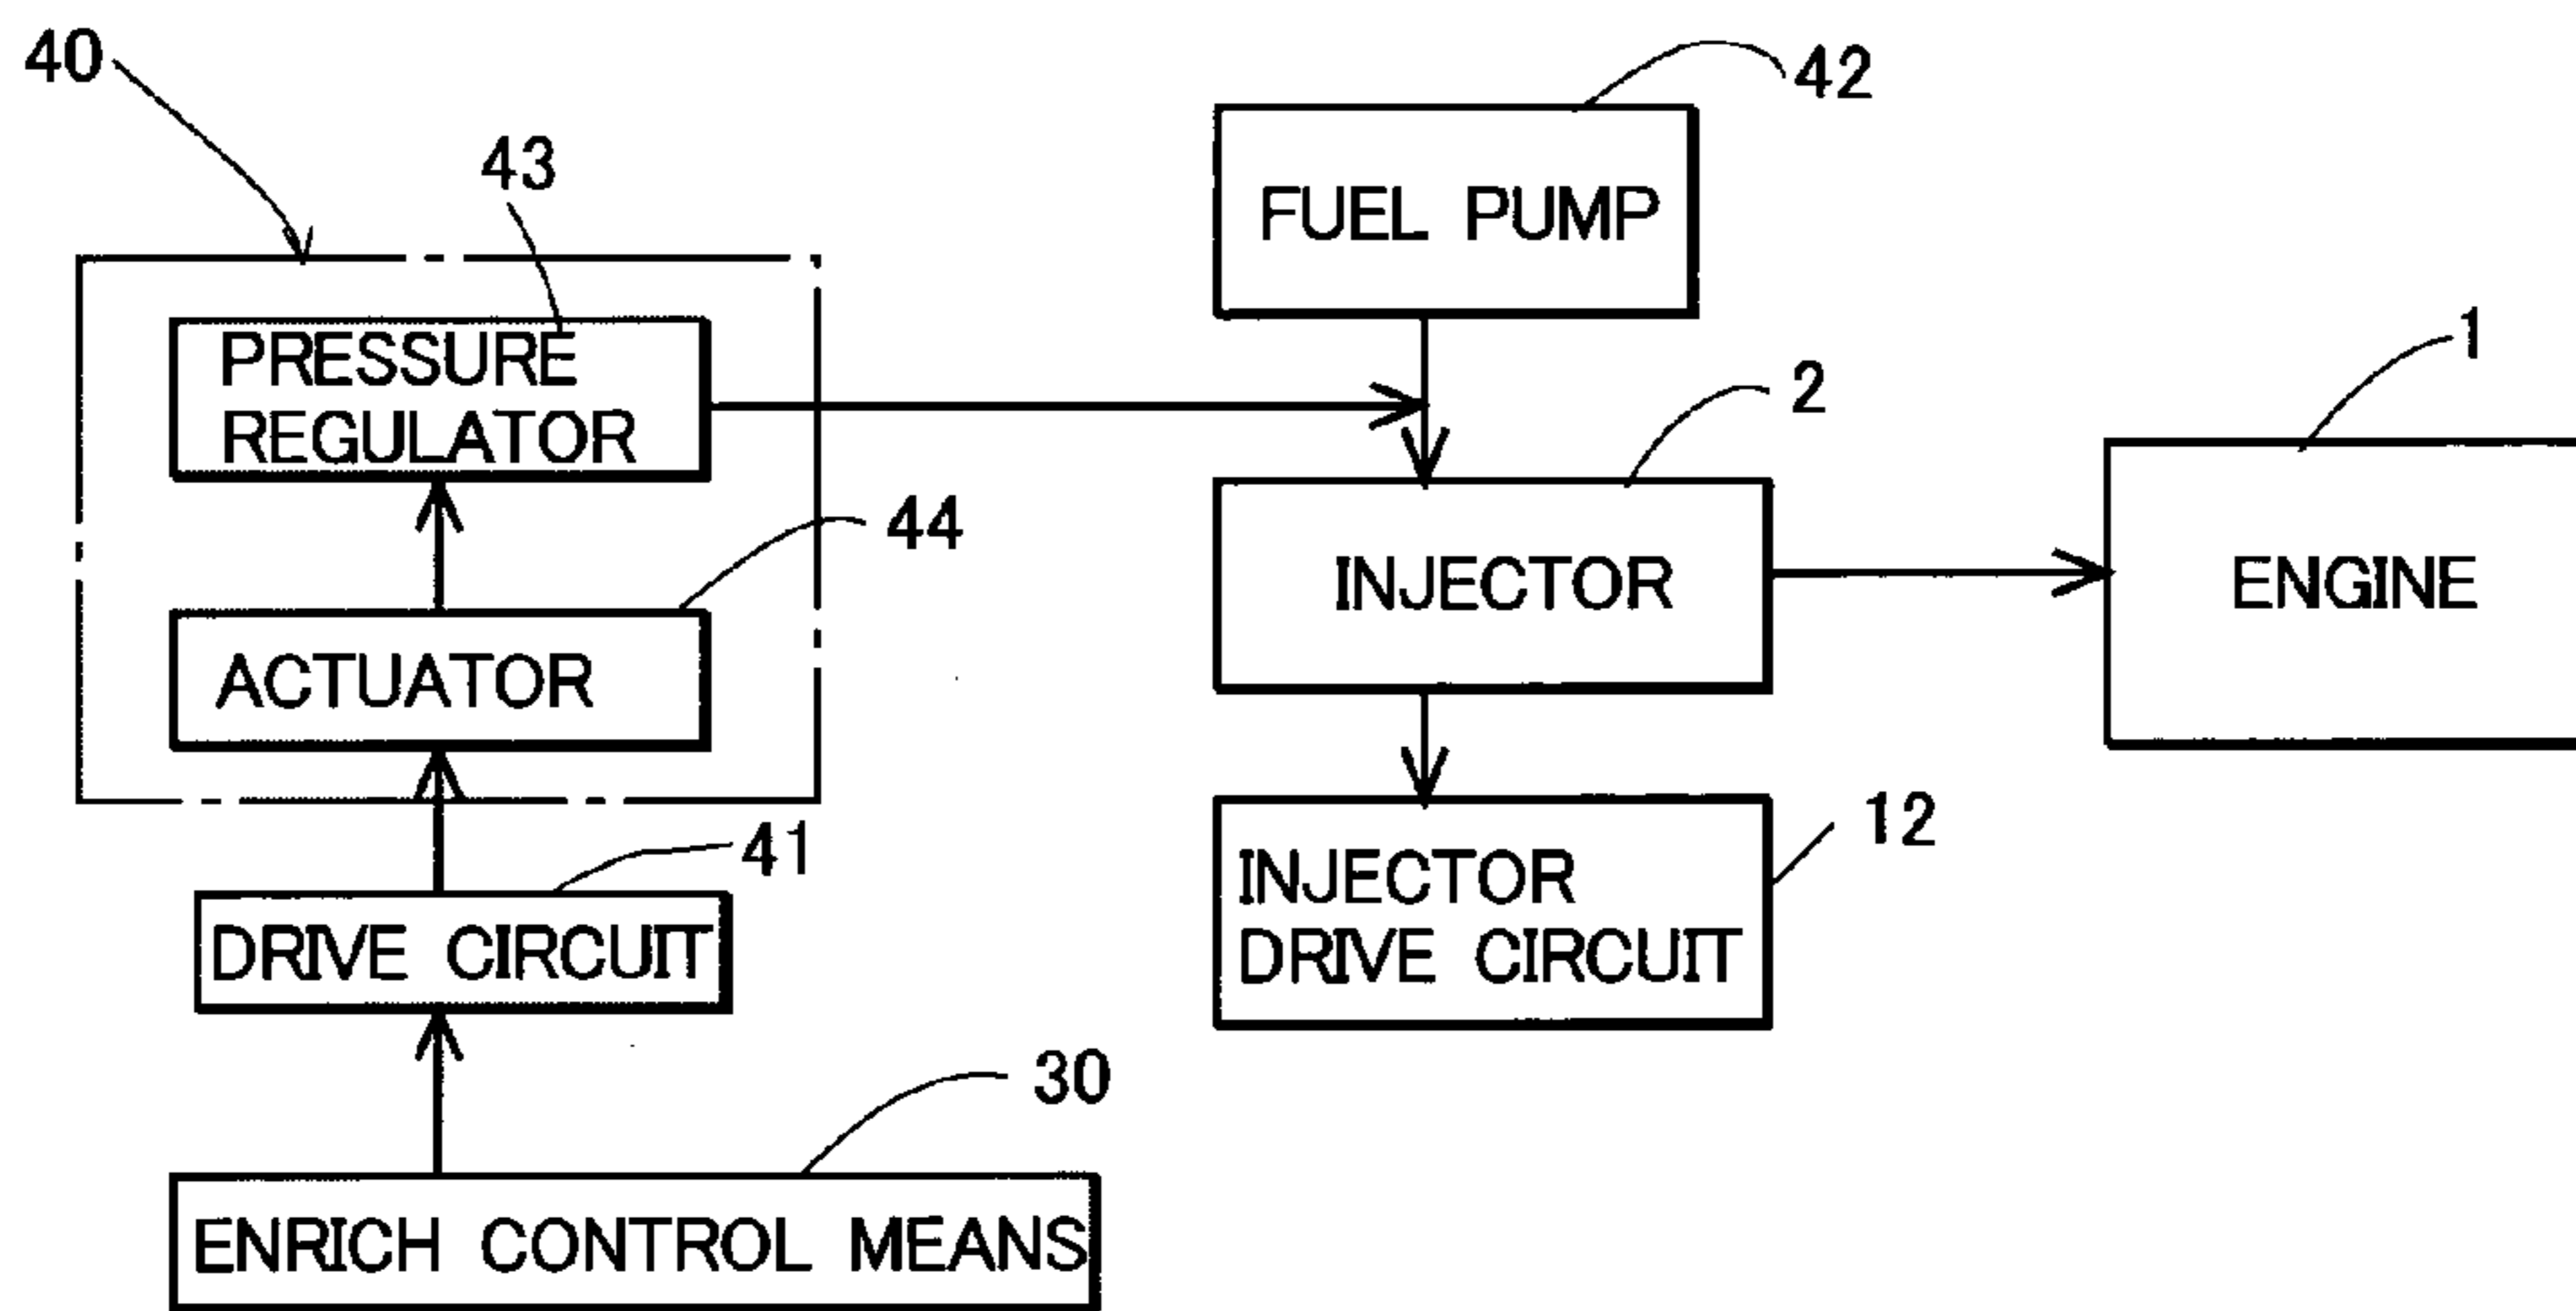 40
42
43
FUEL PUMP
1
PRESSURE
REGULATOR
2
44
INJECTOR
ENGINE
ACTUATOR
12
41
INJECTOR
DRIVE CIRCUIT
DRIVE CIRCUIT
30
ENRICH CONTROL MEANS